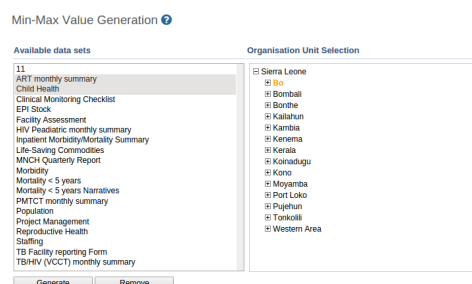 Min-Max Value Generation ?
Available data sets
11
ART monthly summary
Child Health
Clinical Monitoring Checklist
EPI Stock
Facility Assessment
HIV Peadiatric monthly summary
Inpatient Morbidity/Mortality Summary
Life-Saving Commodities
MNCH Quarterly Report
Morbidity
Mortality < 5 years
Mortality < 5 years Narratives
PMTCT monthly summary
Population
Project Management
Reproductive Health
Staffing
TB Facility reporting Form
TB/HIV (VCCT) monthly summary
Generate
Remove
Organisation Unit Selection
Sierra Leone
Bo
Bombali
Bonthe
Kailahun
Kambia
Kenema
Kerala
Koinadugu
Kono
Moyamba
Port Loko
Pujehun
Tonkolili
Western Area